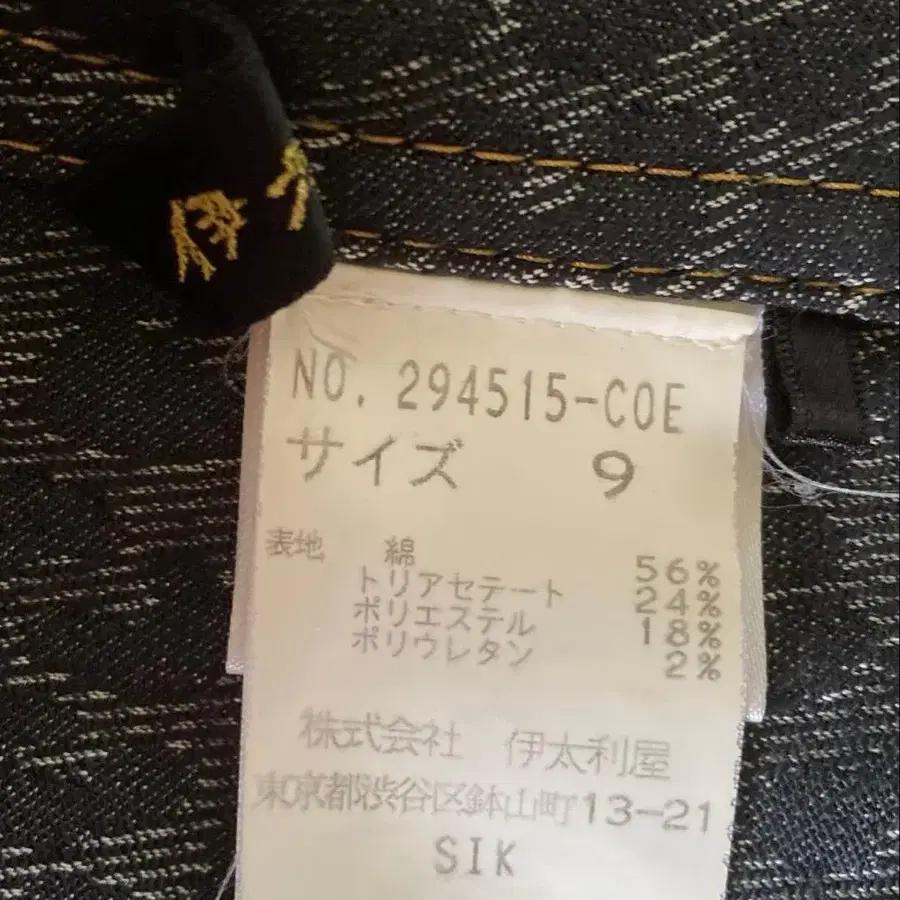 伊
NO. 294515-COE
サイズ 9
表地 綿 56%
トリアセテート 24%
ポリエステル 18%
ポリウレタン 2%
株式会社 伊太利屋
東京都渋谷区鉢山町13-21
SIK